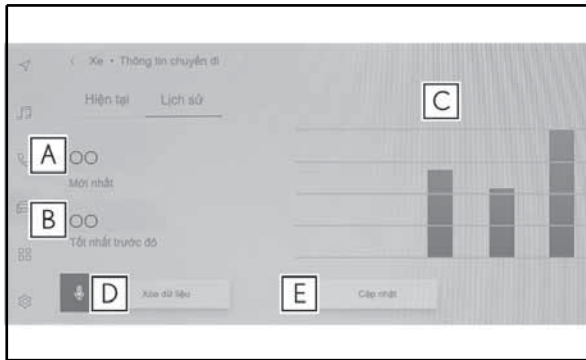 ‹ Xe • Thông tin chuyến đi
Hiện tại Lịch sử
C
A OO
Mới nhất
B OO
Tốt nhất trước đó
D Xóa dữ liệu
E Cập nhật